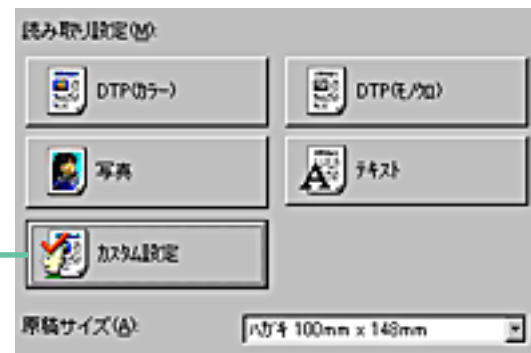 読み取り設定(M):
DTP(カラー)
DTP(モノクロ)
写真
テキスト
カスタム設定
原稿サイズ(A):
ハガキ 100mm x 148mm